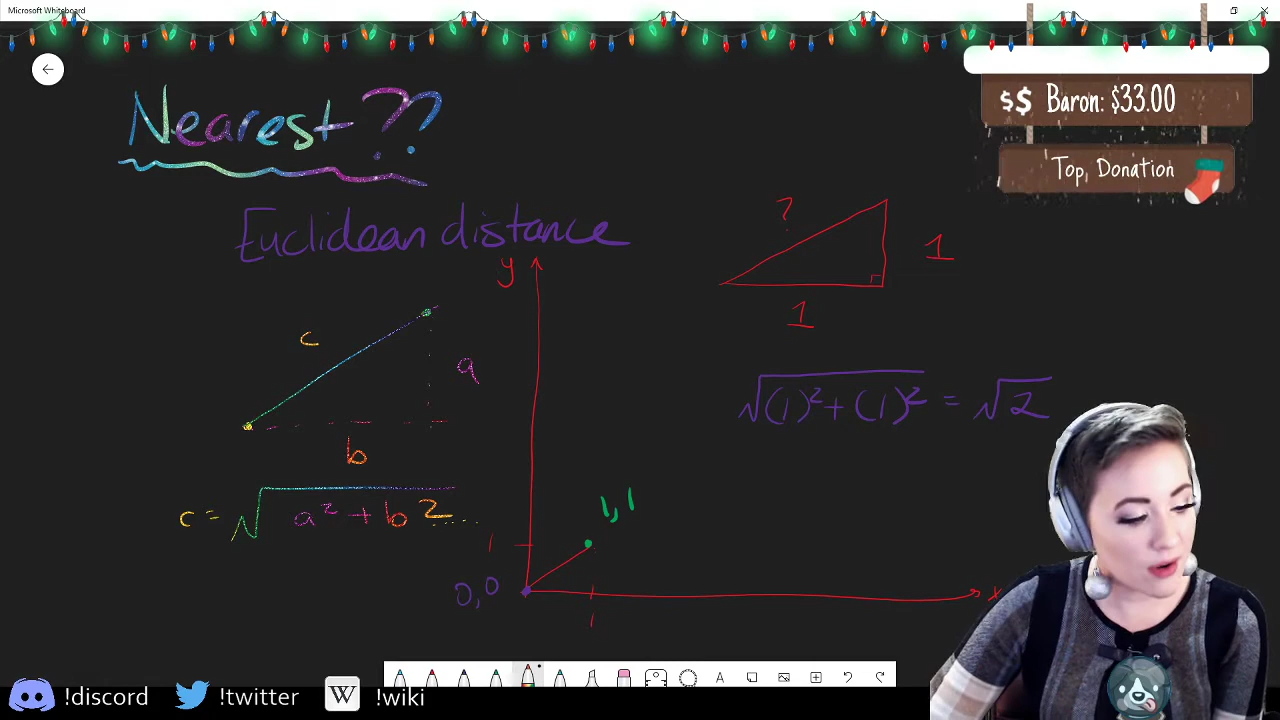 Microsoft Whiteboard
$$ Baron: $33.00
Top Donation
Nearest ??
Euclidean distance
y
?
1
1
c
a
b
√(1)²+(1)² = √2
c = √a² + b²....
1,1
1
0,0
x
1
A
!discord
!twitter
W !wiki